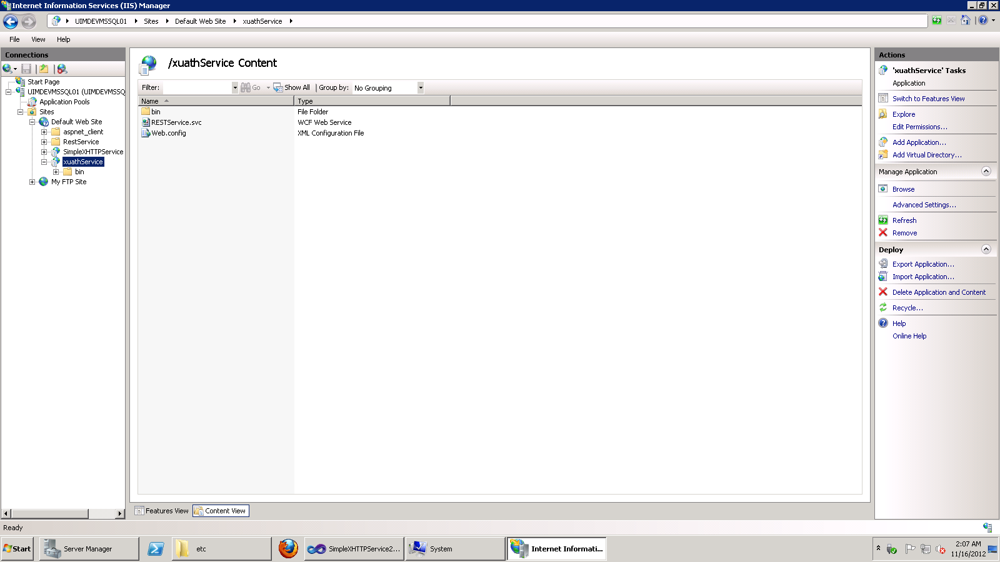 Internet Information Services (IIS) Manager
UIMDEVMSSQL01 Sites Default Web Site xuathService
File View Help
Connections
Start Page
UIMDEVMSSQL01 (UIMDEVMSSQ
Application Pools
Sites
Default Web Site
aspnet_client
RestService
SimpleXHTTPService
xuathService
bin
My FTP Site
/xuathService Content
Filter: Go Show All Group by: No Grouping
Name Type
bin File Folder
RESTService.svc WCF Web Service
Web.config XML Configuration File
Features View Content View
Actions
'xuathService' Tasks
Application
Switch to Features View
Explore
Edit Permissions...
Add Application...
Add Virtual Directory...
Manage Application
Browse
Advanced Settings...
Refresh
Remove
Deploy
Export Application...
Import Application...
Delete Application and Content
Recycle...
Help
Online Help
Ready
Start Server Manager etc SimpleXHTTPService2... System Internet Informati...
2:07 AM
11/16/2012